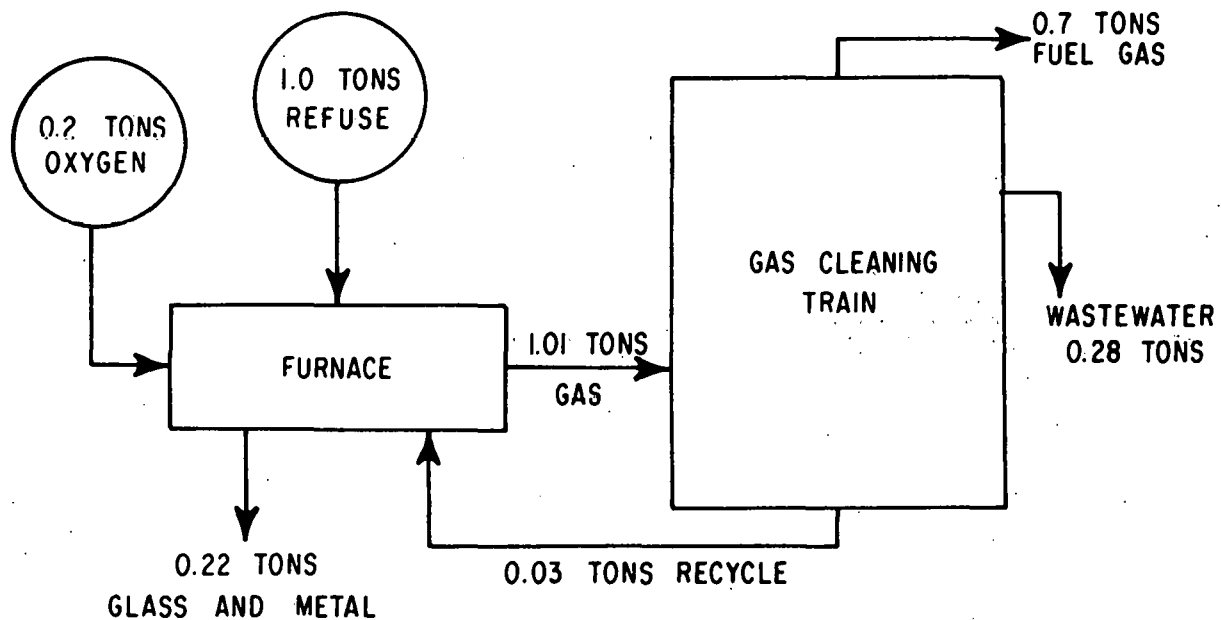 0.7 TONS
FUEL GAS
1.0 TONS
REFUSE
0.2 TONS
OXYGEN
GAS CLEANING
TRAIN
WASTEWATER
0.28 TONS
FURNACE
1.01 TONS
GAS
0.22 TONS
GLASS AND METAL
0.03 TONS RECYCLE